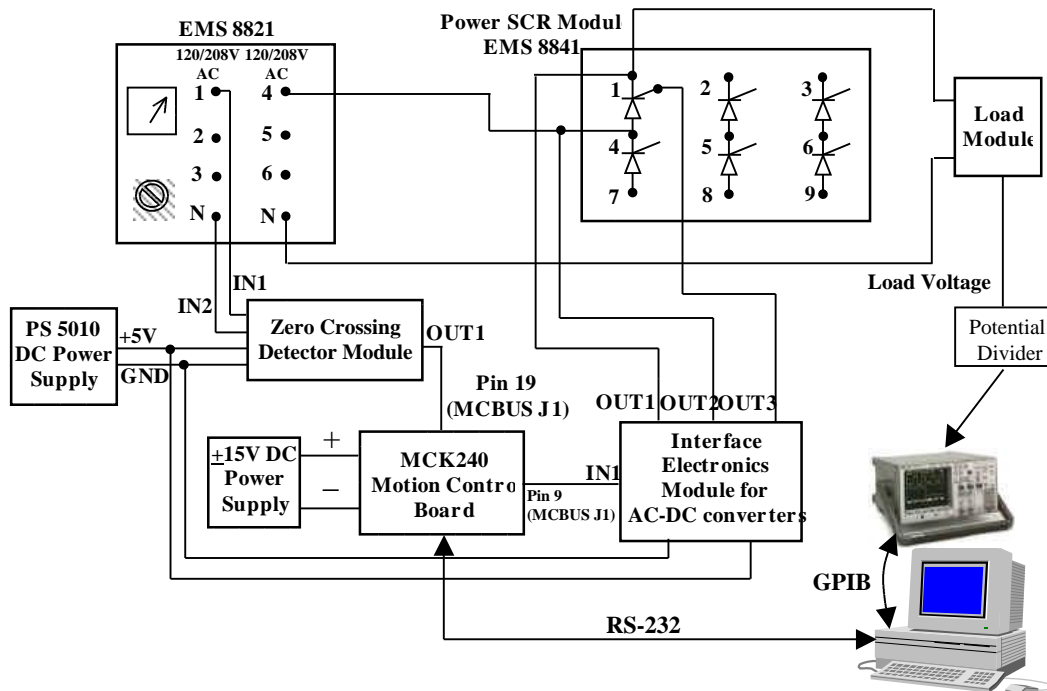 EMS 8821
120/208V 120/208V
AC AC
1 4
2 5
3 6
N N
Power SCR Modul
EMS 8841
1 2 3
4 5 6
7 8 9
Load
Module
IN1
IN2
Load Voltage
PS 5010
DC Power
Supply
+5V
GND
Zero Crossing
Detector Module
OUT1
Potential
Divider
Pin 19
(MCBUS J1)
OUT1 OUT2 OUT3
±15V DC
Power
Supply
+
–
MCK240
Motion Contro
Board
IN1
Pin 9
(MCBUS J1)
Interface
Electronics
Module for
AC-DC converters
GPIB
RS-232